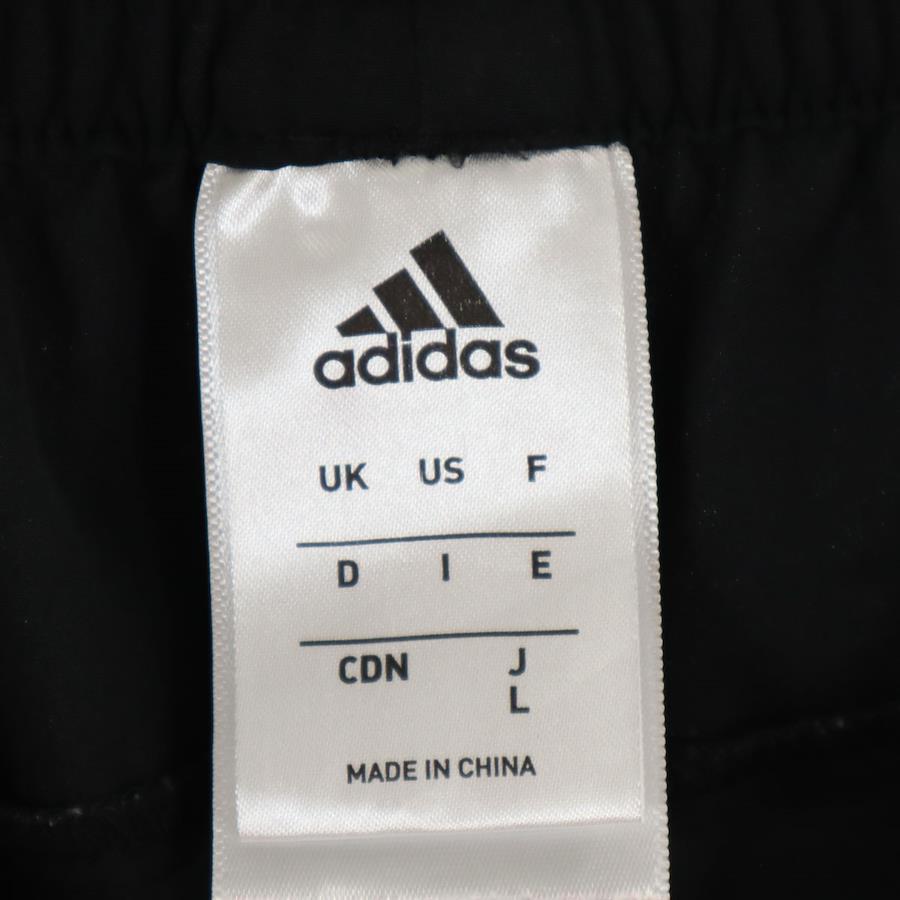 adidas
UK US F
D I E
CDN J
L
MADE IN CHINA